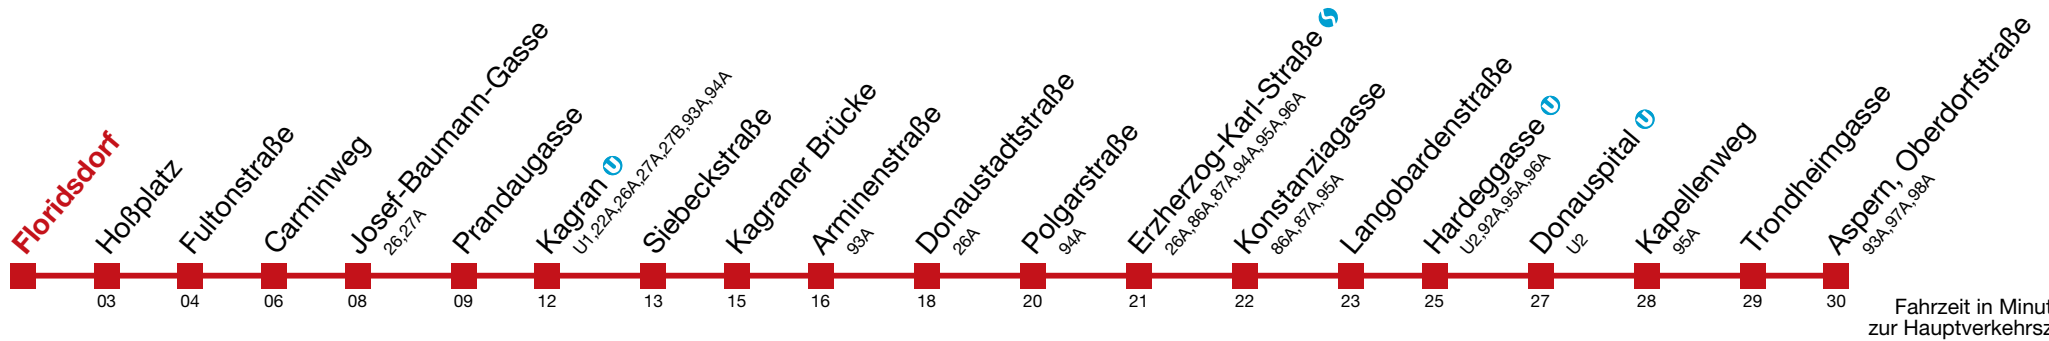 Floridsdorf
Hoßplatz
Fultonstraße
Carminweg
Josef-Baumann-Gasse
26,27A
Prandaugasse
Kagran U
U1,22A,26A,27A,27B,93A,94A
Siebeckstraße
Kagraner Brücke
Arminenstraße
93A
Donaustadtstraße
26A
Polgarstraße
94A
Erzherzog-Karl-Straße S
26A,86A,87A,94A,95A,96A
Konstanziagasse
86A,87A,95A
Langobardenstraße
Hardeggasse U
U2,92A,95A,96A
Donauspital U
U2
Kapellenweg
95A
Trondheimgasse
Aspern, Oberdorfstraße
93A,97A,98A
03 04 06 08 09 12 13 15 16 18 20 21 22 23 25 27 28 29 30
Fahrzeit in Minut
zur Hauptverkehrsz